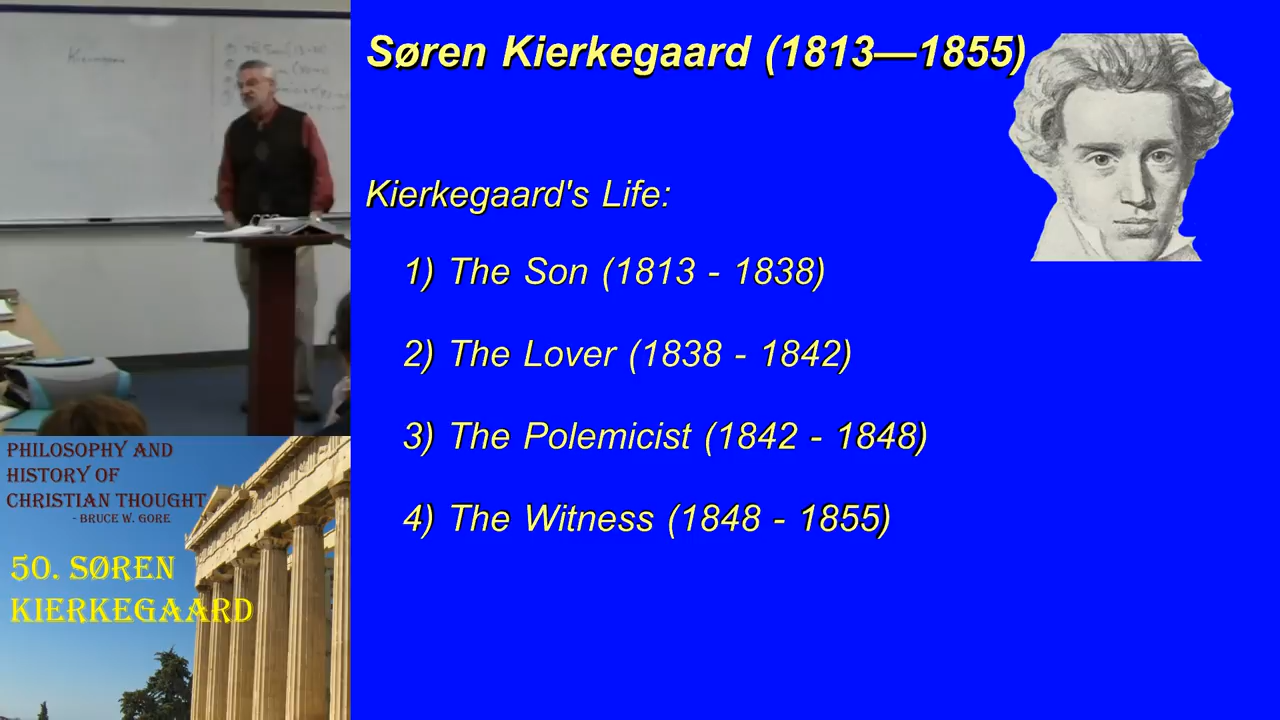 Søren Kierkegaard (1813—1855)
Kierkegaard's Life:
1) The Son (1813 - 1838)
2) The Lover (1838 - 1842)
3) The Polemicist (1842 - 1848)
4) The Witness (1848 - 1855)
PHILOSOPHY AND
HISTORY OF
CHRISTIAN THOUGHT
- BRUCE W. GORE
50. SØREN
KIERKEGAARD